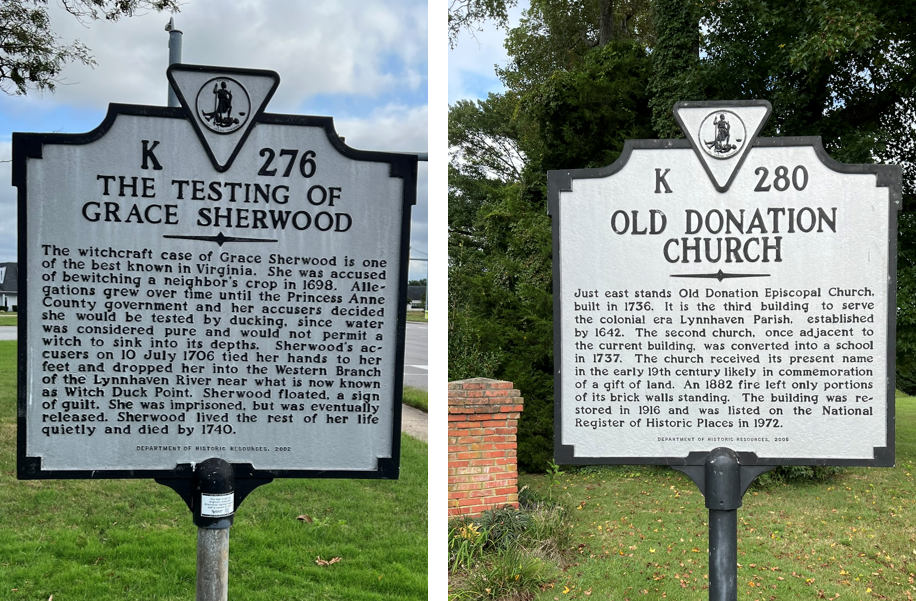 K 276
THE TESTING OF
GRACE SHERWOOD
The witchcraft case of Grace Sherwood is one
of the best known in Virginia. She was accused
of bewitching a neighbor's crop in 1698. Alle-
gations grew over time until the Princess Anne
County government and her accusers decided
she would be tested by ducking, since water
was considered pure and would not permit a
witch to sink into its depths. Sherwood's ac-
cusers on 10 July 1706 tied her hands to her
feet and dropped her into the Western Branch
of the Lynnhaven River near what is now known
as Witch Duck Point. Sherwood floated, a sign
of guilt. She was imprisoned, but was eventually
released. Sherwood lived the rest of her life
quietly and died by 1740.
DEPARTMENT OF HISTORIC RESOURCES, 2002
K 280
OLD DONATION
CHURCH
Just east stands Old Donation Episcopal Church,
built in 1736. It is the third building to serve
the colonial era Lynnhaven Parish, established
by 1642. The second church, once adjacent to
the current building, was converted into a school
in 1737. The church received its present name
in the early 19th century likely in commemoration
of a gift of land. An 1882 fire left only portions
of its brick walls standing. The building was re-
stored in 1916 and was listed on the National
Register of Historic Places in 1972.
DEPARTMENT OF HISTORIC RESOURCES,